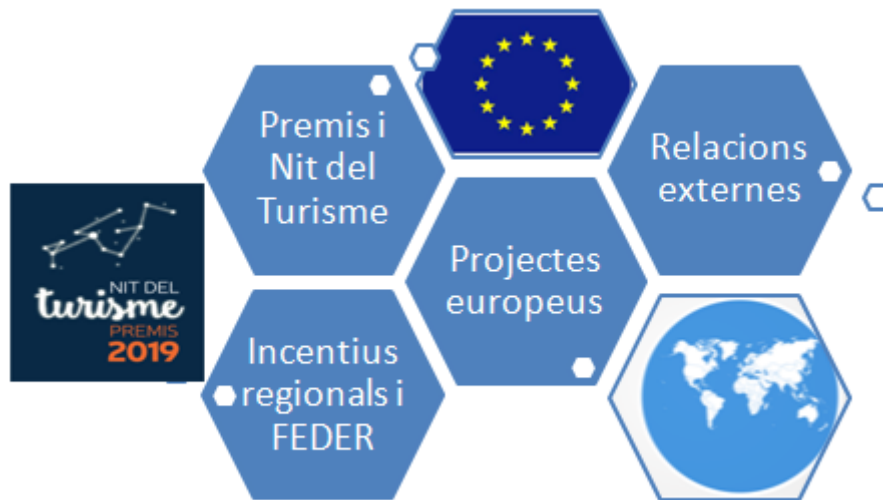 Premis i
Nit del
Turisme
Relacions
externes
Projectes
europeus
NIT DEL
turisme
PREMIS
2019
Incentius
regionals i
FEDER